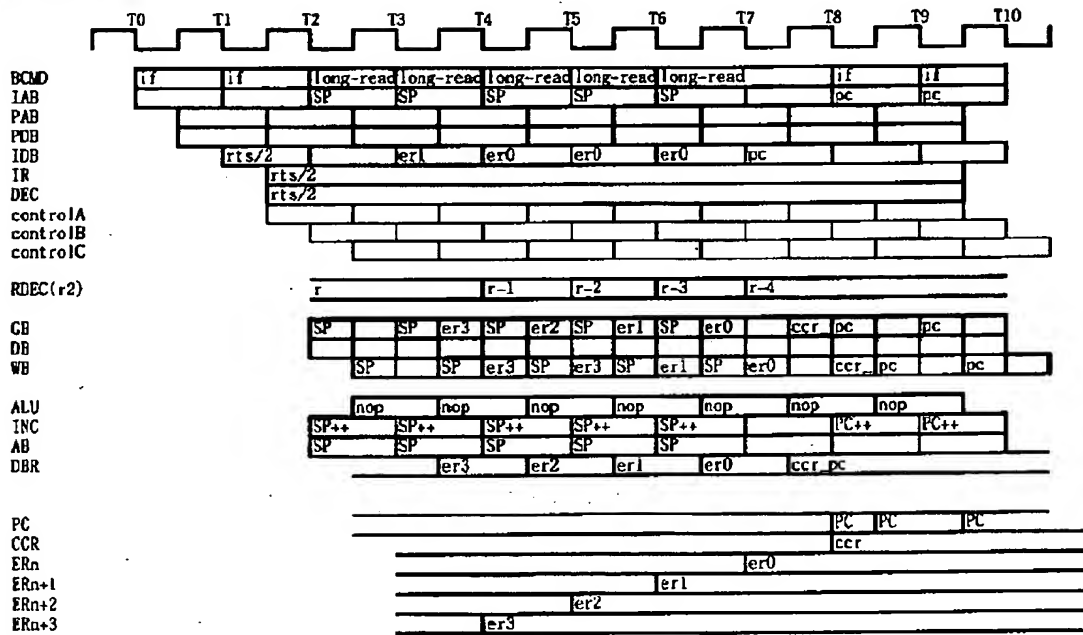 T0 T1 T2 T3 T4 T5 T6 T7 T8 T9 T10
BCMD if if long-read long-read long-read long-read long-read if if
IAB SP SP SP SP SP pc pc
PAB
PDB
IDB rts/2 er1 er0 er0 er0 pc
IR rts/2
DEC rts/2
controlA
controlB
controlC
RDEC(r2) r r-1 r-2 r-3 r-4
GB SP SP er3 SP er2 SP er1 SP er0 ccr pc pc
DB
WB SP SP er3 SP er3 SP er1 SP er0 ccr pc pc
ALU nop nop nop nop nop nop nop
INC SP++ SP++ SP++ SP++ SP++ PC++ PC++
AB SP SP SP SP SP
DBR er3 er2 er1 er0 ccr pc
PC PC PC PC
CCR ccr
ERn er0
ERn+1 er1
ERn+2 er2
ERn+3 er3